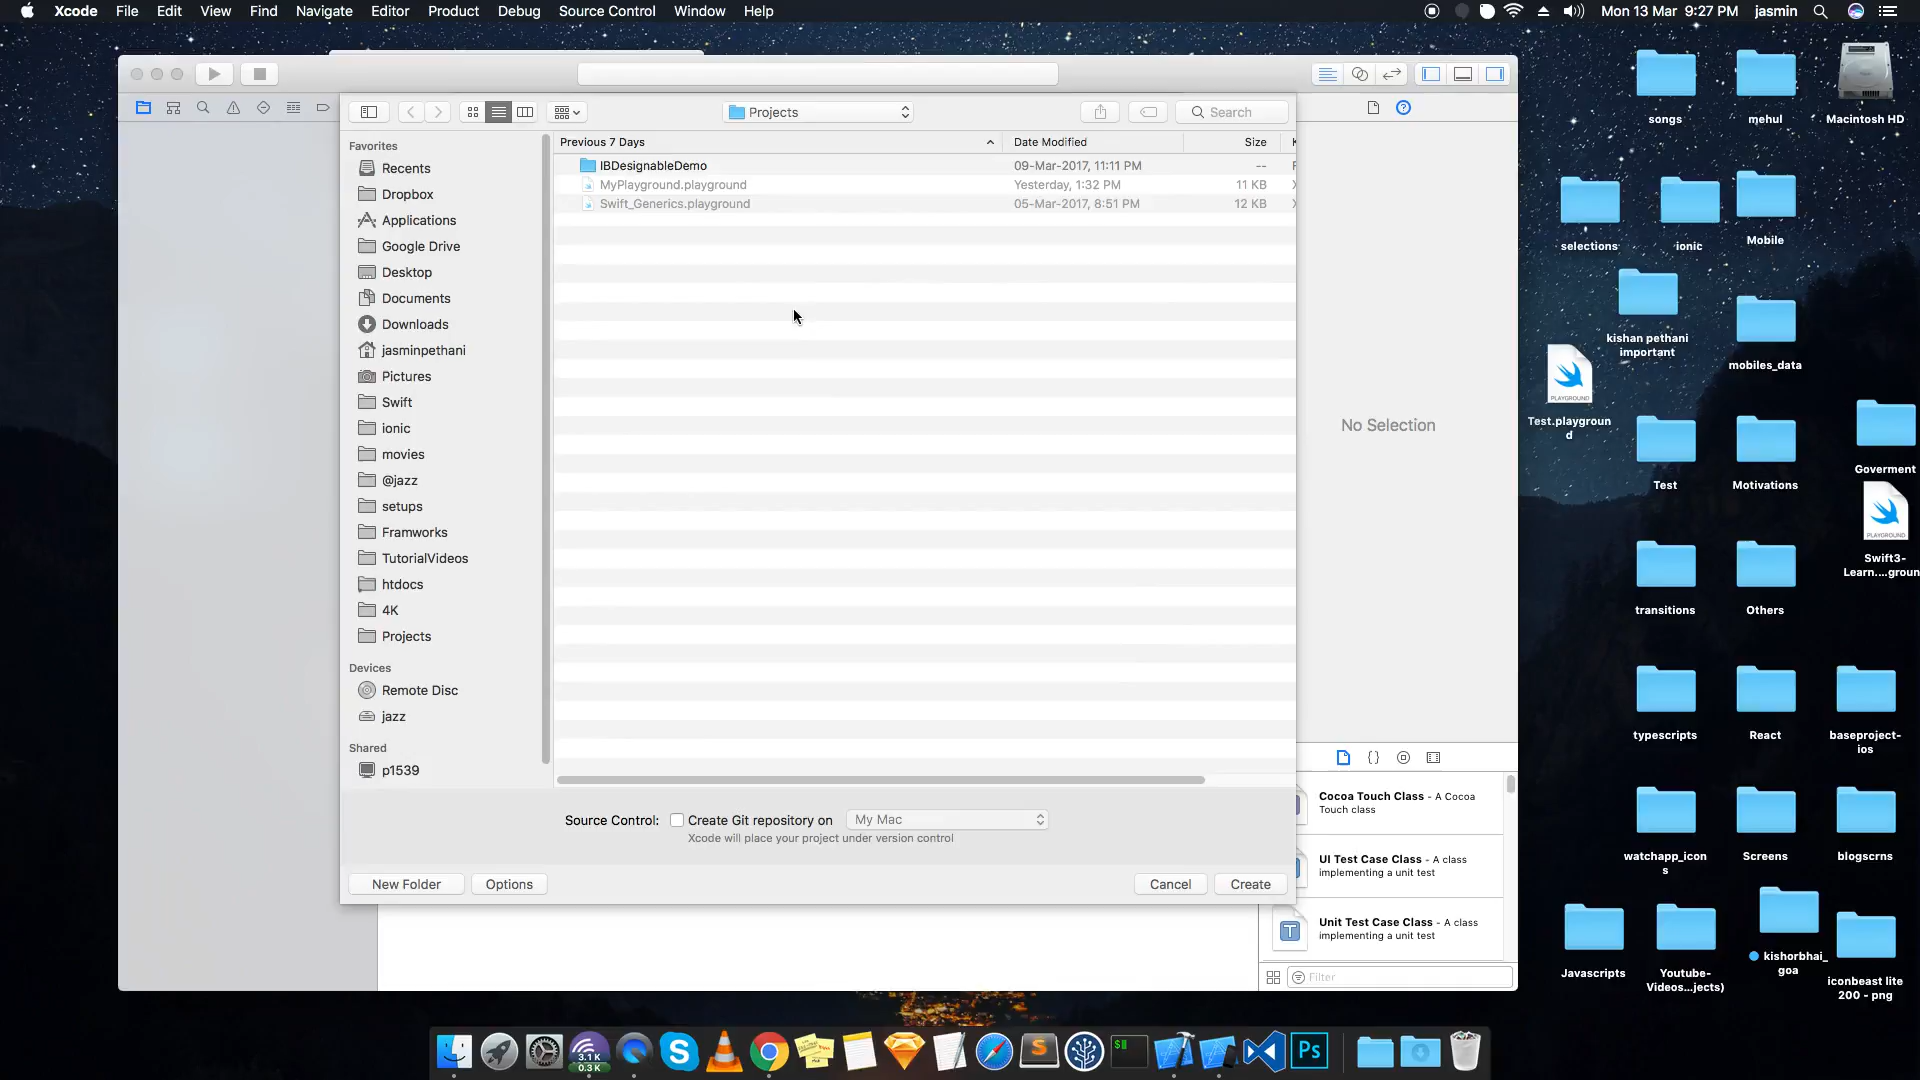 Xcode File Edit View Find Navigate Editor Product Debug Source Control Window Help
Mon 13 Mar 9:27 PM jasmin
Projects
Search
Favorites
Recents
Dropbox
Applications
Google Drive
Desktop
Documents
Downloads
jasminpethani
Pictures
Swift
ionic
movies
@jazz
setups
Framworks
TutorialVideos
htdocs
4K
Projects
Devices
Remote Disc
jazz
Shared
p1539
Previous 7 Days Date Modified Size
IBDesignableDemo 09-Mar-2017, 11:11 PM --
MyPlayground.playground Yesterday, 1:32 PM 11 KB
Swift_Generics.playground 05-Mar-2017, 8:51 PM 12 KB
Source Control: Create Git repository on My Mac
Xcode will place your project under version control
New Folder Options Cancel Create
No Selection
Cocoa Touch Class - A Cocoa
Touch class
UI Test Case Class - A class
implementing a unit test
Unit Test Case Class - A class
implementing a unit test
Filter
songs
mehul
Macintosh HD
selections
ionic
Mobile
kishan pethani
important
mobiles_data
PLAYGROUND
Test.playgroun
d
Test
Motivations
Goverment
PLAYGROUND
Swift3-
Learn....groun
transitions
Others
typescripts
React
baseproject-
ios
watchapp_icon
s
Screens
blogscrns
Javascripts
Youtube-
Videos...jects)
kishorbhai_
goa
iconbeast lite
200 - png
3.1 K
0.3 K
Ps